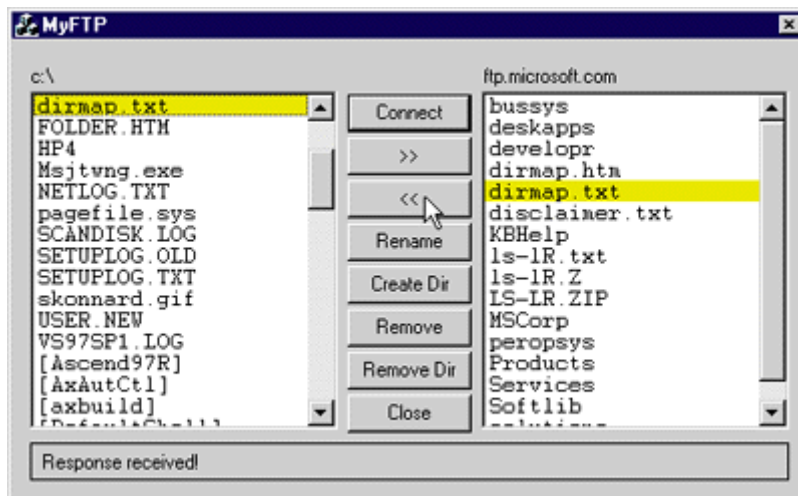 MyFTP
c:\
dirmap.txt
FOLDER.HTM
HP4
Msjtwng.exe
NETLOG.TXT
pagefile.sys
SCANDISK.LOG
SETUPLOG.OLD
SETUPLOG.TXT
skonnard.gif
USER.NEW
VS97SP1.LOG
[Ascend97R]
[AxAutCtl]
[axbuild]
Connect
>>
<<
Rename
Create Dir
Remove
Remove Dir
Close
ftp.microsoft.com
bussys
deskapps
developr
dirmap.htm
dirmap.txt
disclaimer.txt
KBHelp
ls-lR.txt
ls-lR.Z
LS-LR.ZIP
MSCorp
peropsys
Products
Services
Softlib
Response received!